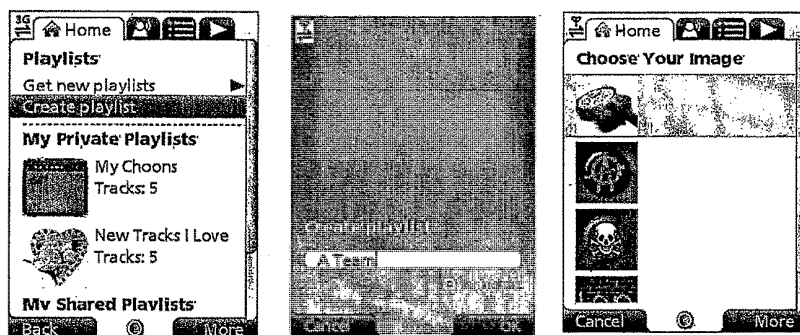 3G Home
Playlists
Get new playlists
Create playlist
My Private Playlists
My Choons
Tracks: 5
New Tracks I Love
Tracks: 5
My Shared Playlists
Back More
Create playlist
A Team
Cancel OK
Home
Choose Your Image
Cancel More